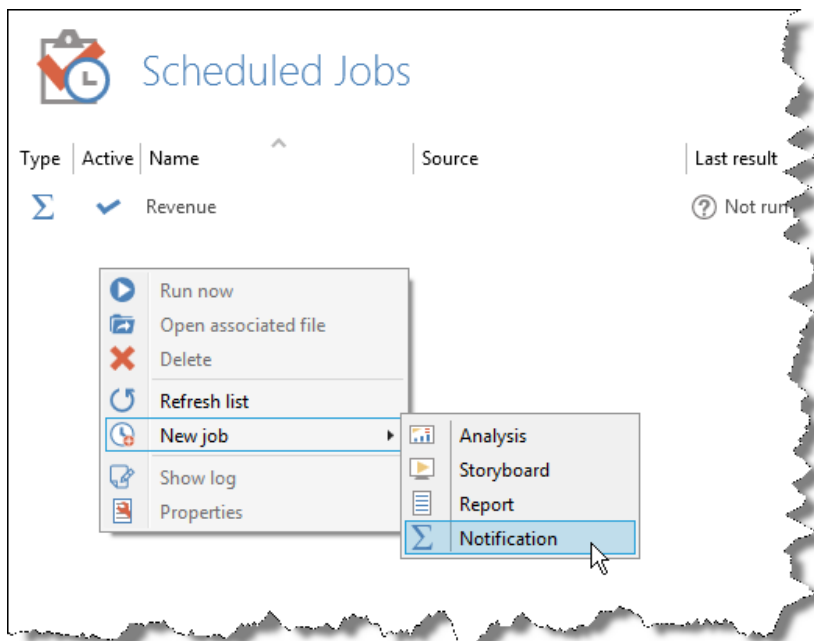 Scheduled Jobs
Type Active Name Source Last result
Σ Revenue Not run
Run now
Open associated file
Delete
Refresh list
New job
Show log
Properties
Analysis
Storyboard
Report
Σ Notification